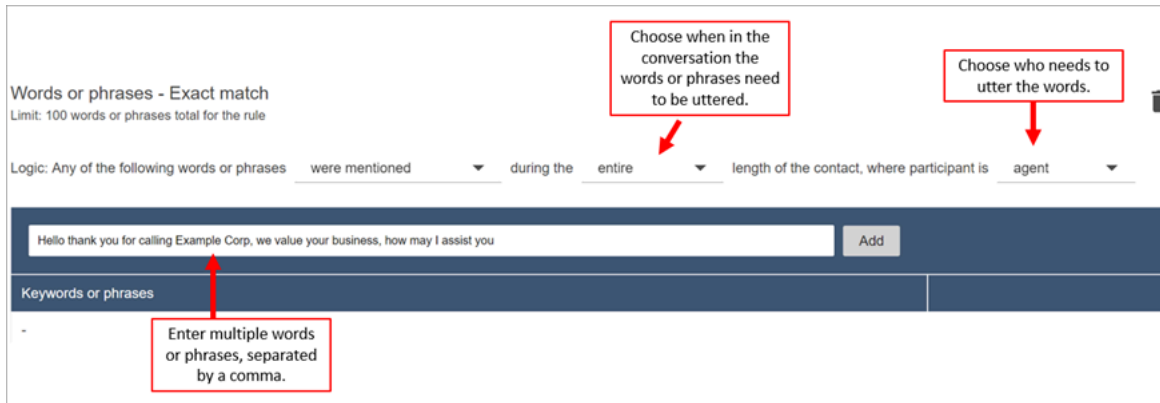 Choose when in the
conversation the
words or phrases need
to be uttered.
Choose who needs to
utter the words.
Words or phrases - Exact match
Limit: 100 words or phrases total for the rule
Logic: Any of the following words or phrases were mentioned during the entire length of the contact, where participant is agent
Hello thank you for calling Example Corp, we value your business, how may I assist you
Add
Keywords or phrases
-
Enter multiple words
or phrases, separated
by a comma.